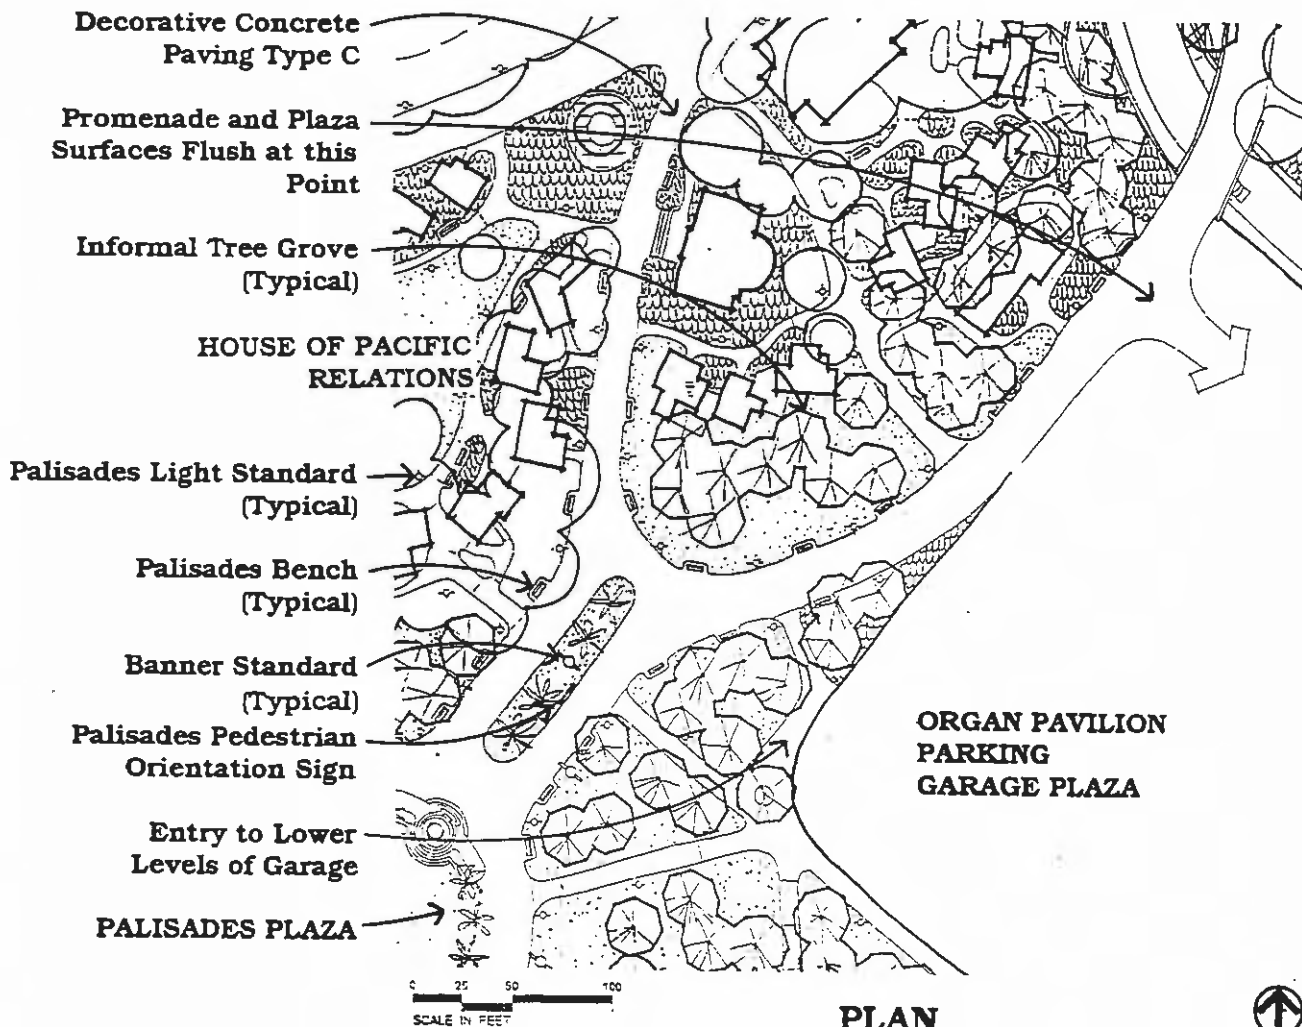 Decorative Concrete
Paving Type C
Promenade and Plaza
Surfaces Flush at this
Point
Informal Tree Grove
(Typical)
HOUSE OF PACIFIC
RELATIONS
Palisades Light Standard
(Typical)
Palisades Bench
(Typical)
Banner Standard
(Typical)
Palisades Pedestrian
Orientation Sign
Entry to Lower
Levels of Garage
PALISADES PLAZA
ORGAN PAVILION
PARKING
GARAGE PLAZA
0 25 50 100
SCALE IN FEET
PLAN